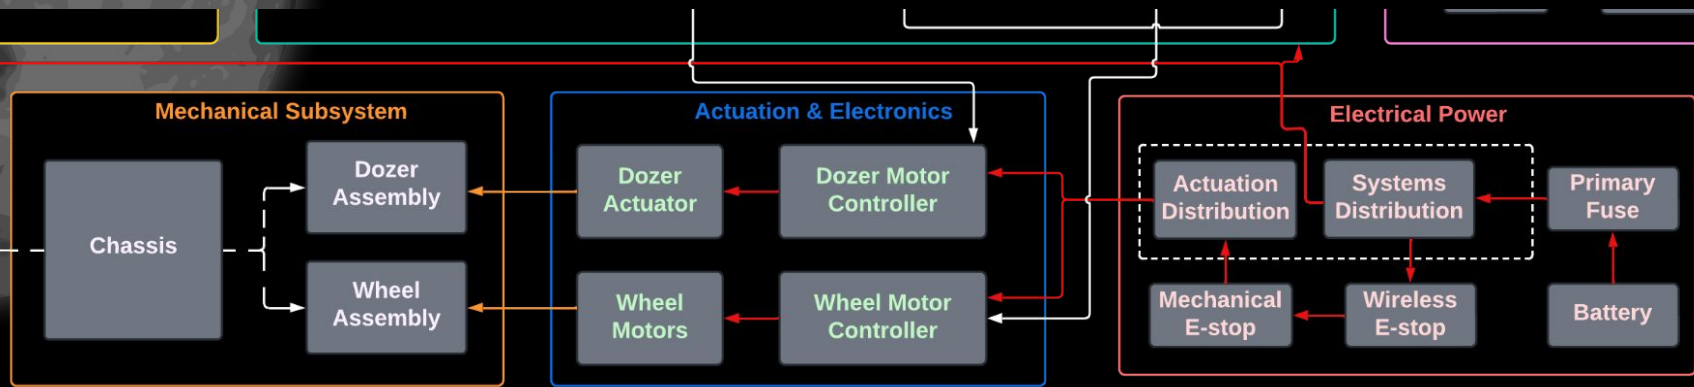 Mechanical Subsystem
Chassis
Dozer
Assembly
Wheel
Assembly
Actuation & Electronics
Dozer
Actuator
Dozer Motor
Controller
Wheel
Motors
Wheel Motor
Controller
Electrical Power
Actuation
Distribution
Systems
Distribution
Primary
Fuse
Mechanical
E-stop
Wireless
E-stop
Battery